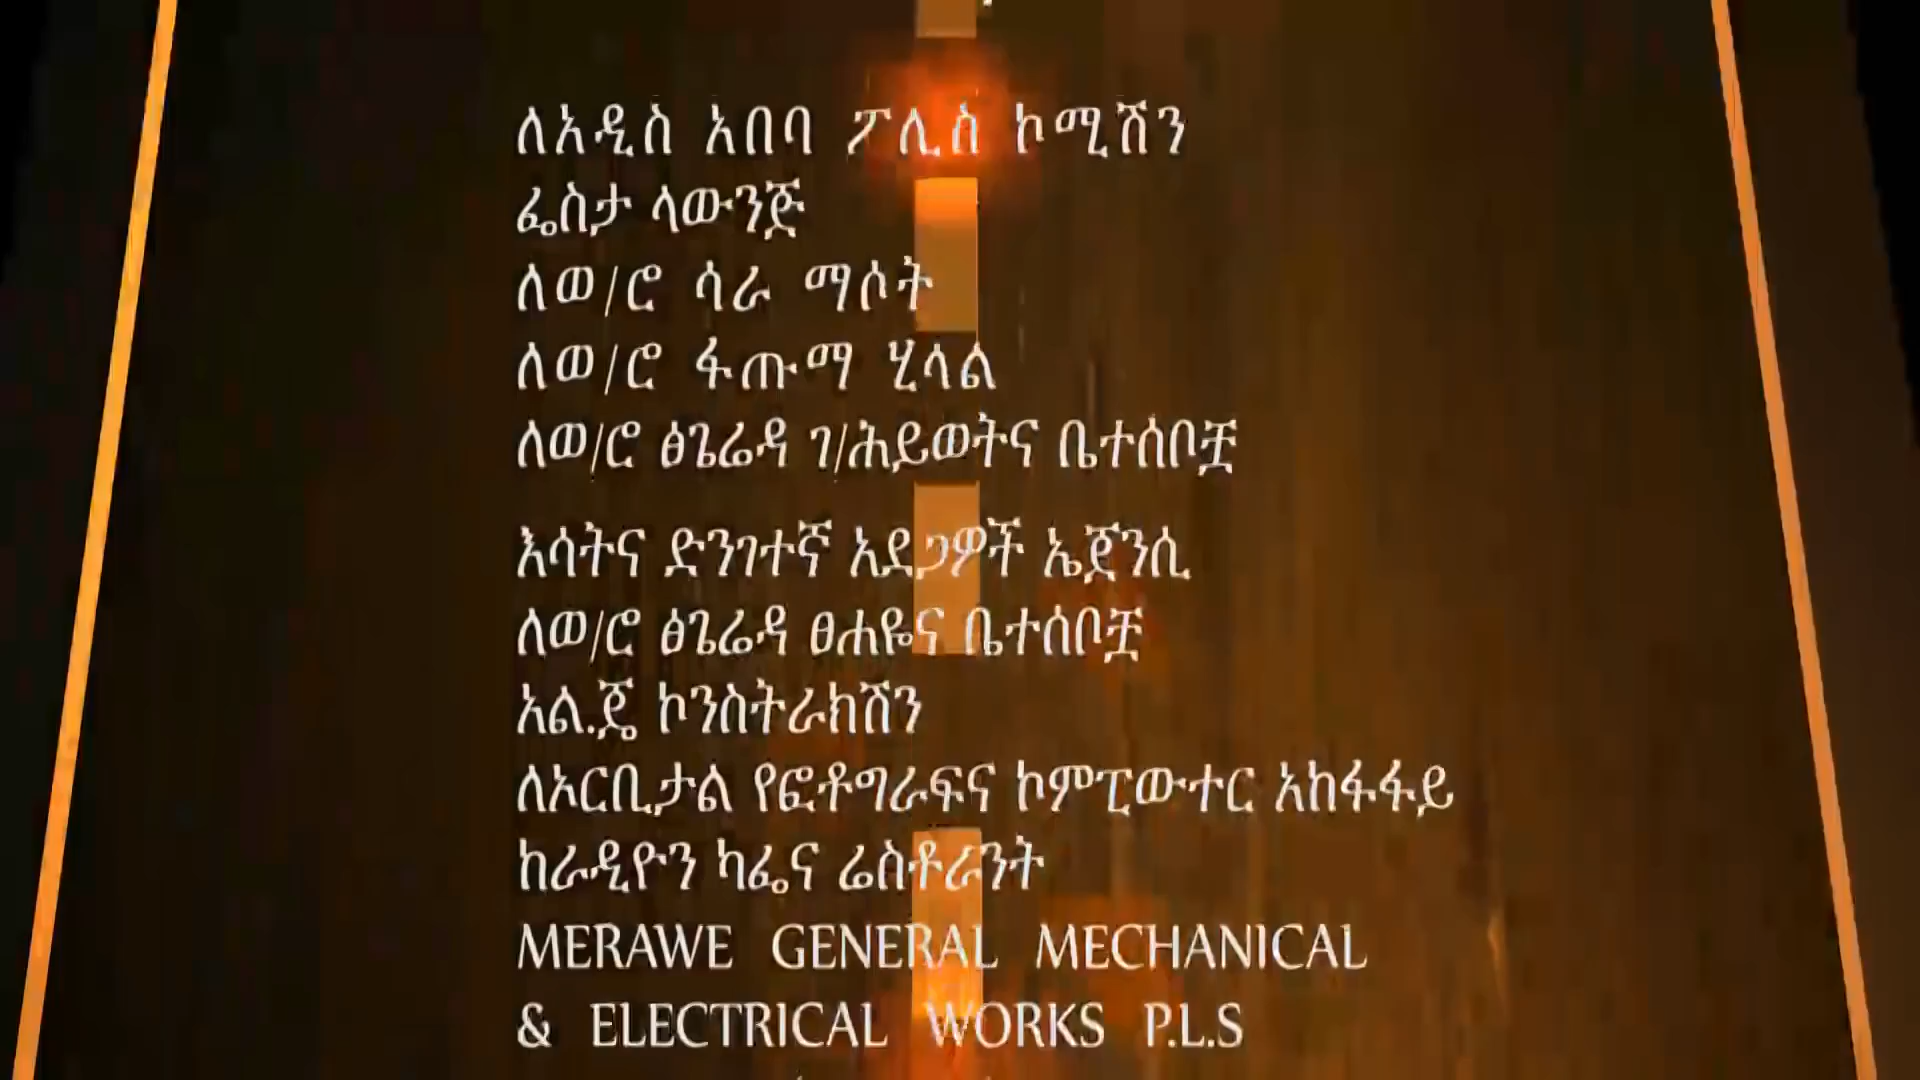 ለአዲስ አበባ ፖሊስ ኮሚሽን
ፌስታ ላውንጅ
ለወ/ሮ ሳራ ማሶት
ለወ/ሮ ፋጡማ ሂላል
ለወ/ሮ ፅጌሬዳ ገ/ሕይወትና ቤተሰቦቿ
እሳትና ድንገተኛ አደጋዎች ኤጀንሲ
ለወ/ሮ ፅጌሬዳ ፀሐዬና ቤተሰቦቿ
አል.ጄ ኮንስትራክሽን
ለኦርቢታል የፎቶግራፍና ኮምፒውተር አከፋፋይ
ከራዲዮን ካፌና ሬስቶራንት
MERAWE GENERAL MECHANICAL
& ELECTRICAL WORKS P.L.S